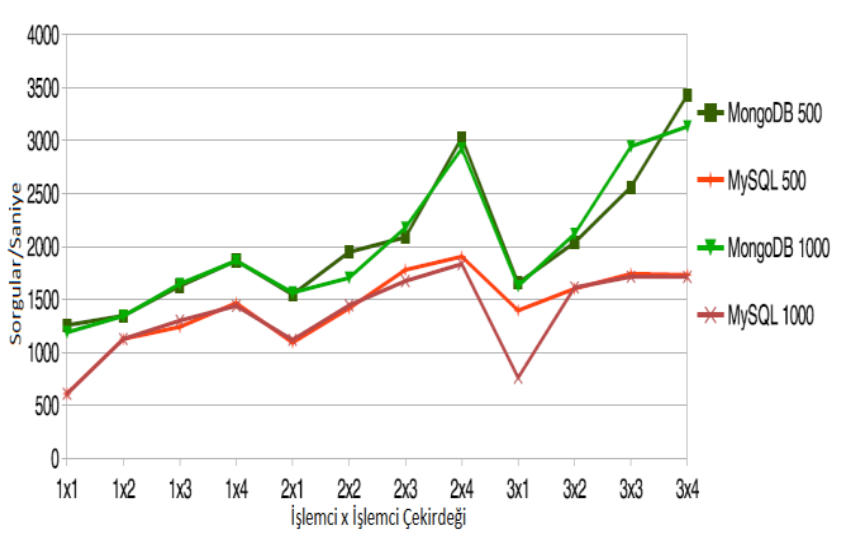 4000
3500
3000
2500
2000
1500
1000
500
0
Sorgular/Saniye
1x1 1x2 1x3 1x4 2x1 2x2 2x3 2x4 3x1 3x2 3x3 3x4
İşlemci x İşlemci Çekirdeği
MongoDB 500
MySQL 500
MongoDB 1000
MySQL 1000